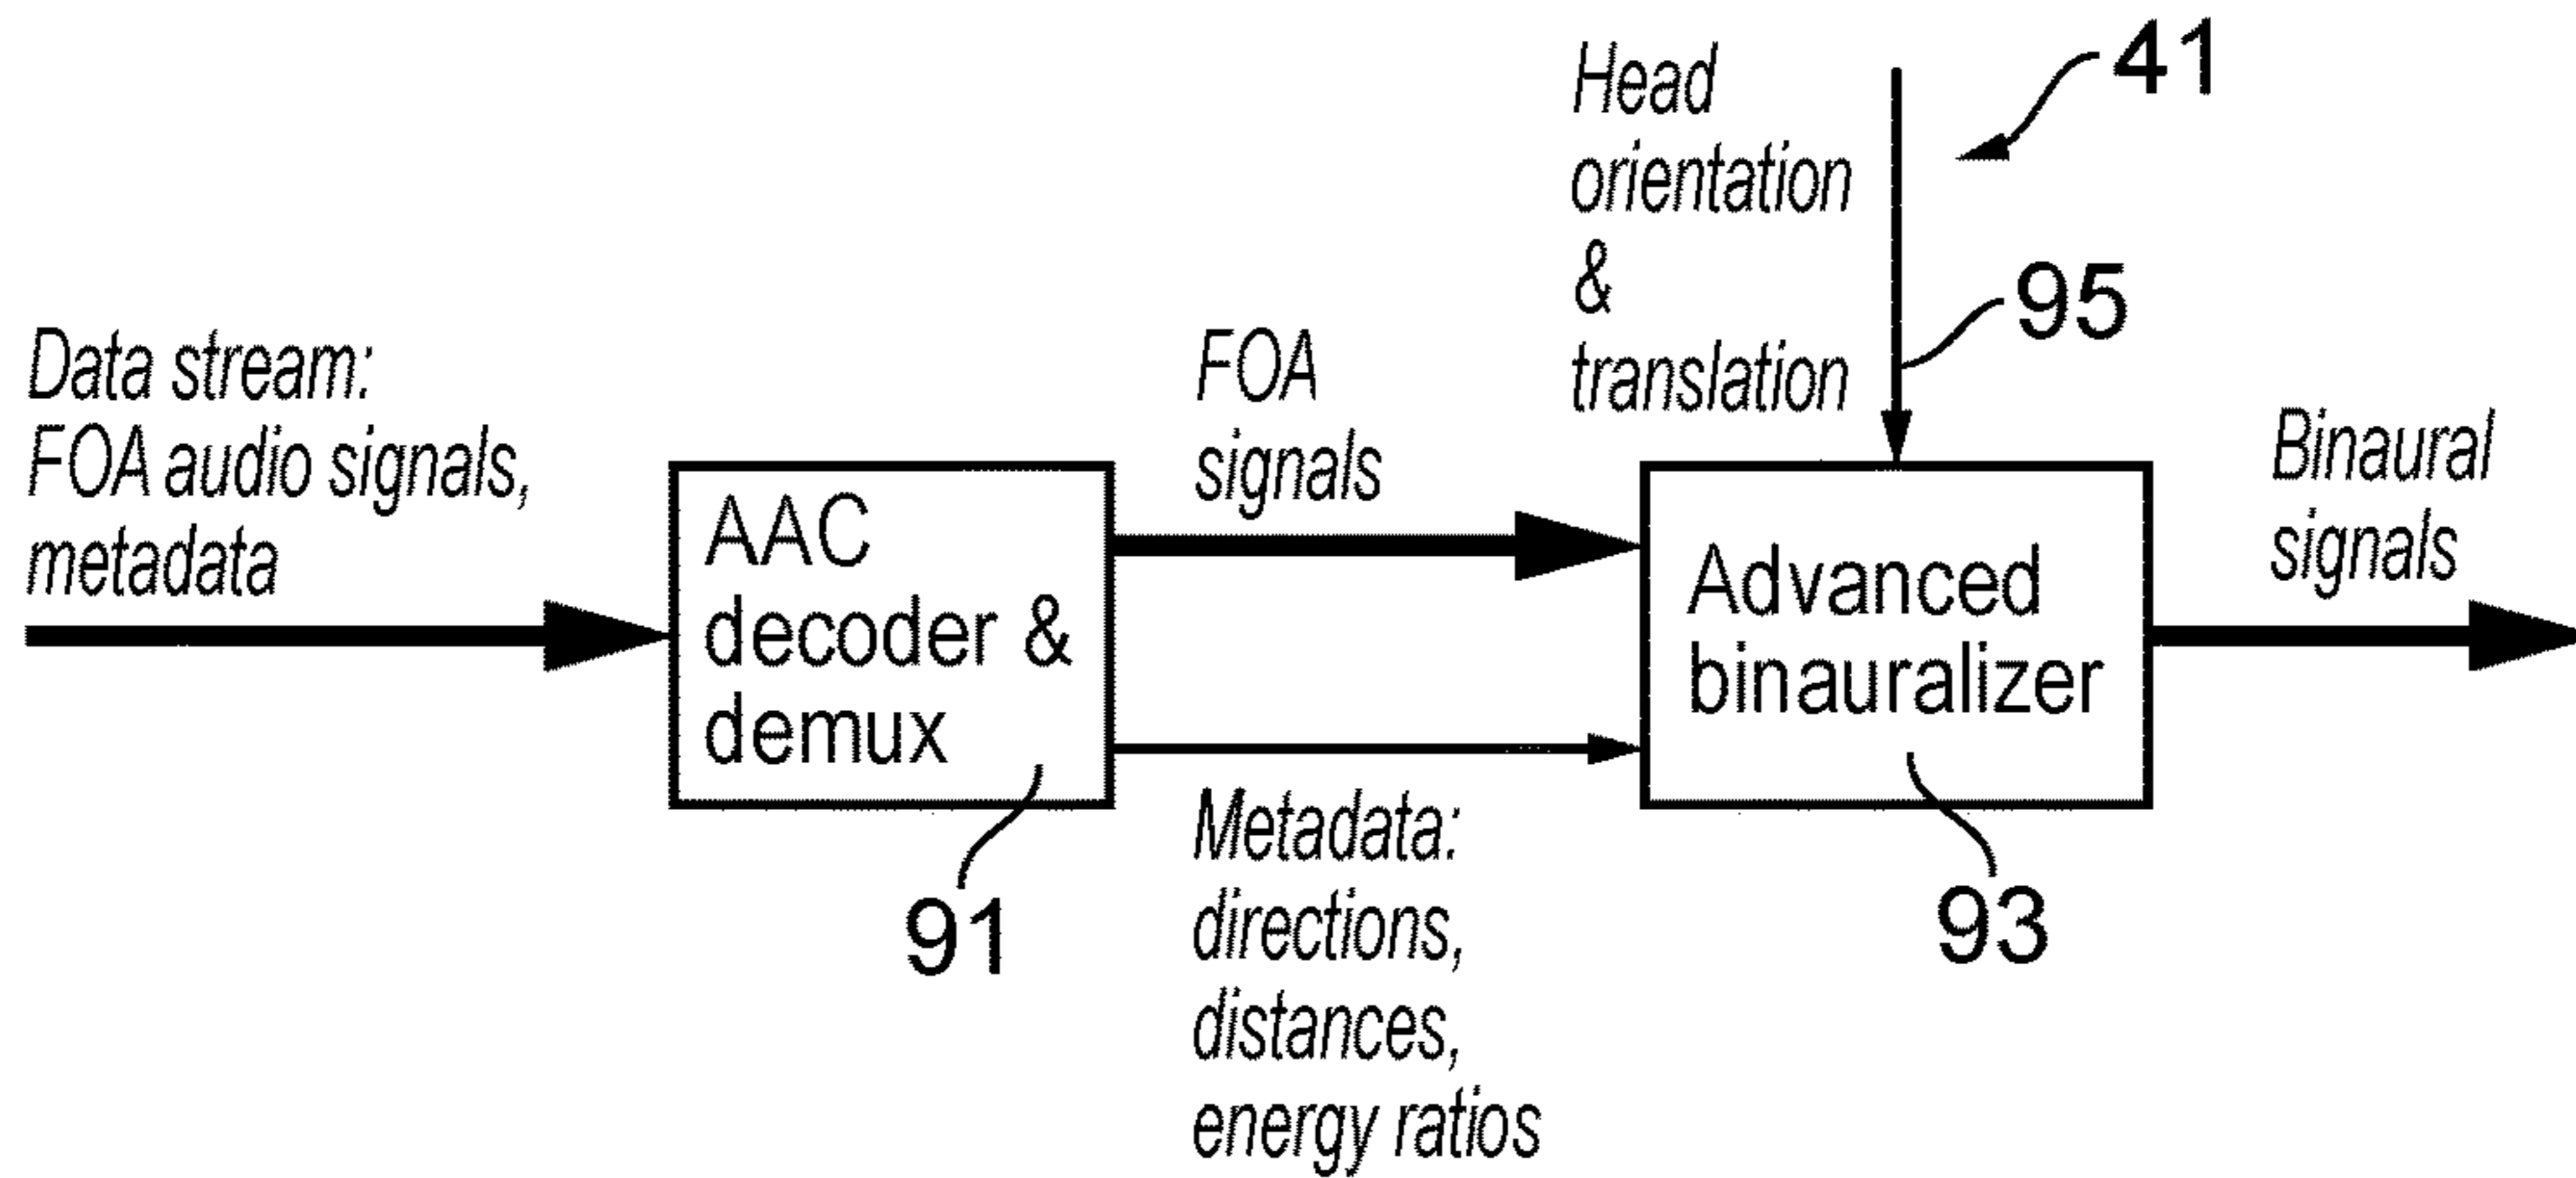 Data stream:
FOA audio signals,
metadata
AAC
decoder &
demux
91
FOA
signals
Metadata:
directions,
distances,
energy ratios
Head
orientation
&
translation
41
95
Advanced
binauralizer
93
Binaural
signals